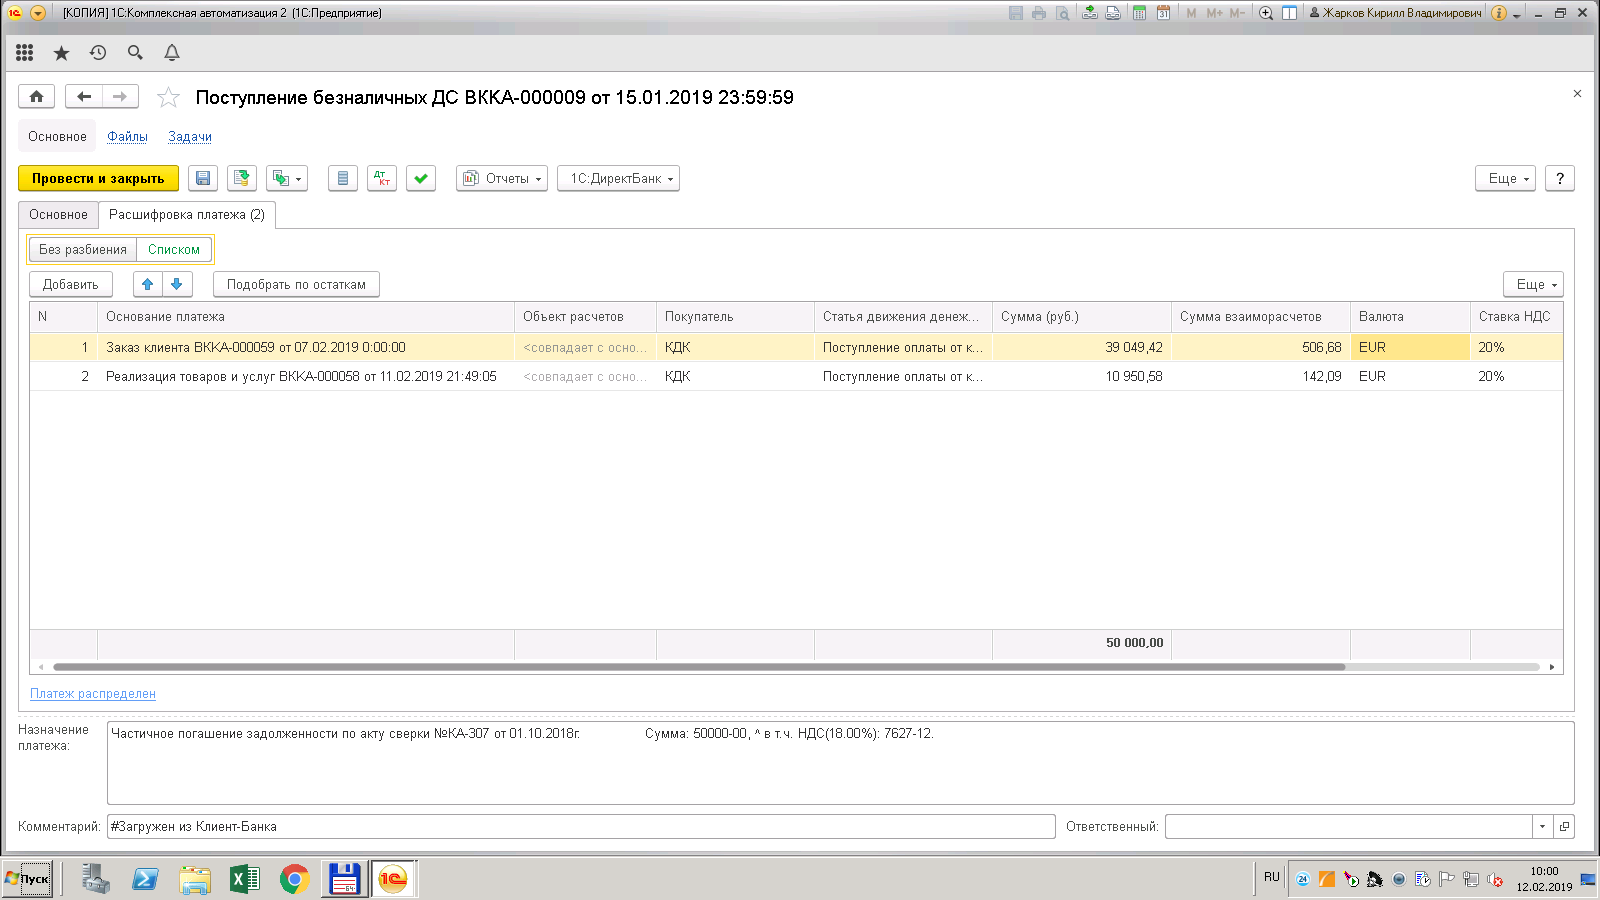 [КОПИЯ] 1С:Комплексная автоматизация 2 (1С:Предприятие)
M M+ M- Жарков Кирилл Владимирович
Поступление безналичных ДС ВККА-000009 от 15.01.2019 23:59:59
Основное Файлы Задачи
Провести и закрыть Дт Кт Отчеты 1С:ДиректБанк Еще ?
Основное Расшифровка платежа (2)
Без разбиения Списком
Добавить Подобрать по остаткам Еще
N Основание платежа Объект расчетов Покупатель Статья движения денеж... Сумма (руб.) Сумма взаиморасчетов Валюта Ставка НДС
1 Заказ клиента ВККА-000059 от 07.02.2019 0:00:00 <совпадает с осно... КДК Поступление оплаты от к... 39 049,42 506,68 EUR 20%
2 Реализация товаров и услуг ВККА-000058 от 11.02.2019 21:49:05 <совпадает с осно... КДК Поступление оплаты от к... 10 950,58 142,09 EUR 20%
50 000,00
Платеж распределен
Назначение платежа: Частичное погашение задолженности по акту сверки №КА-307 от 01.10.2018г. Сумма: 50000-00, ^ в т.ч. НДС(18.00%): 7627-12.
Комментарий: #Загружен из Клиент-Банка Ответственный:
Пуск 64 1С RU 24 10:00
12.02.2019